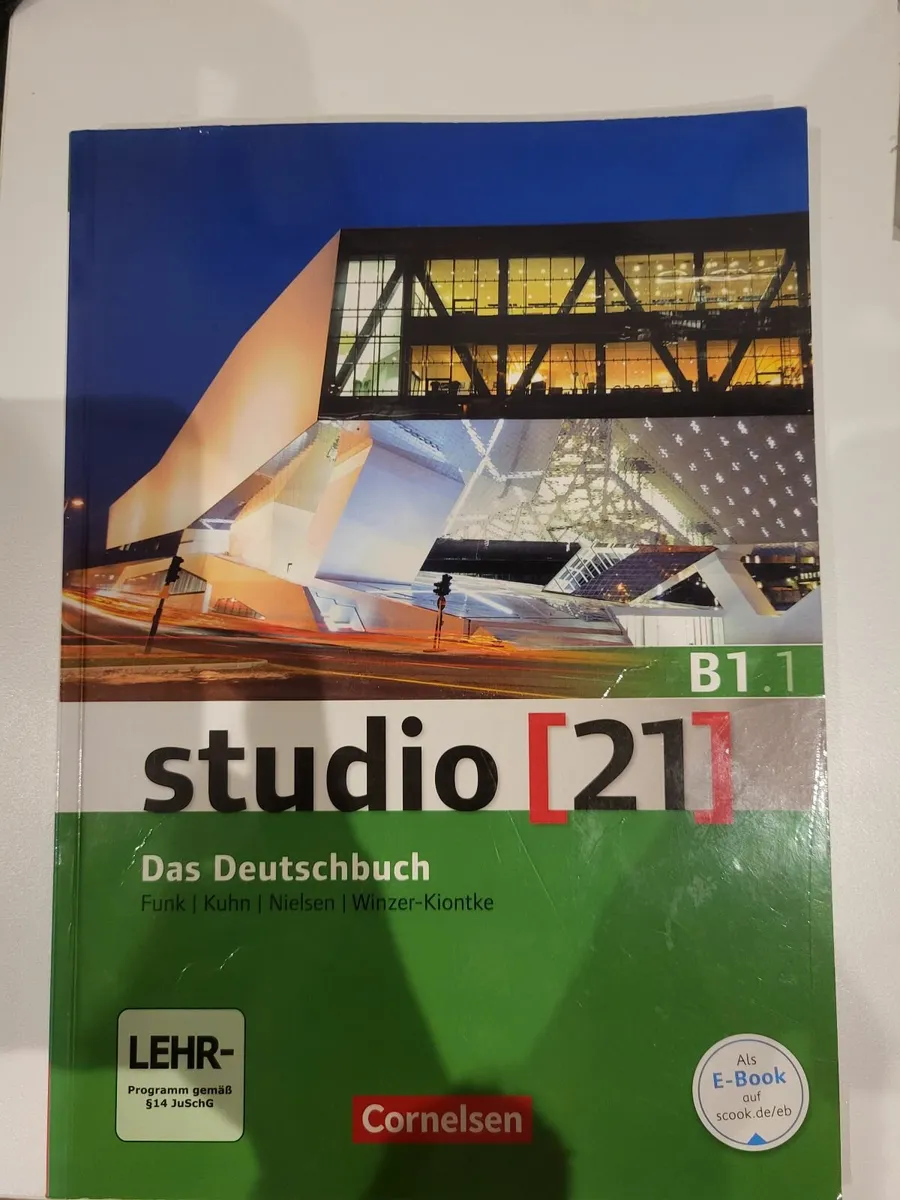 B1.1
studio [21]
Das Deutschbuch
Funk | Kuhn | Nielsen | Winzer-Kiontke
LEHR-
Programm gemäß
§14 JuSchG
Cornelsen
Als
E-Book
auf
scook.de/eb